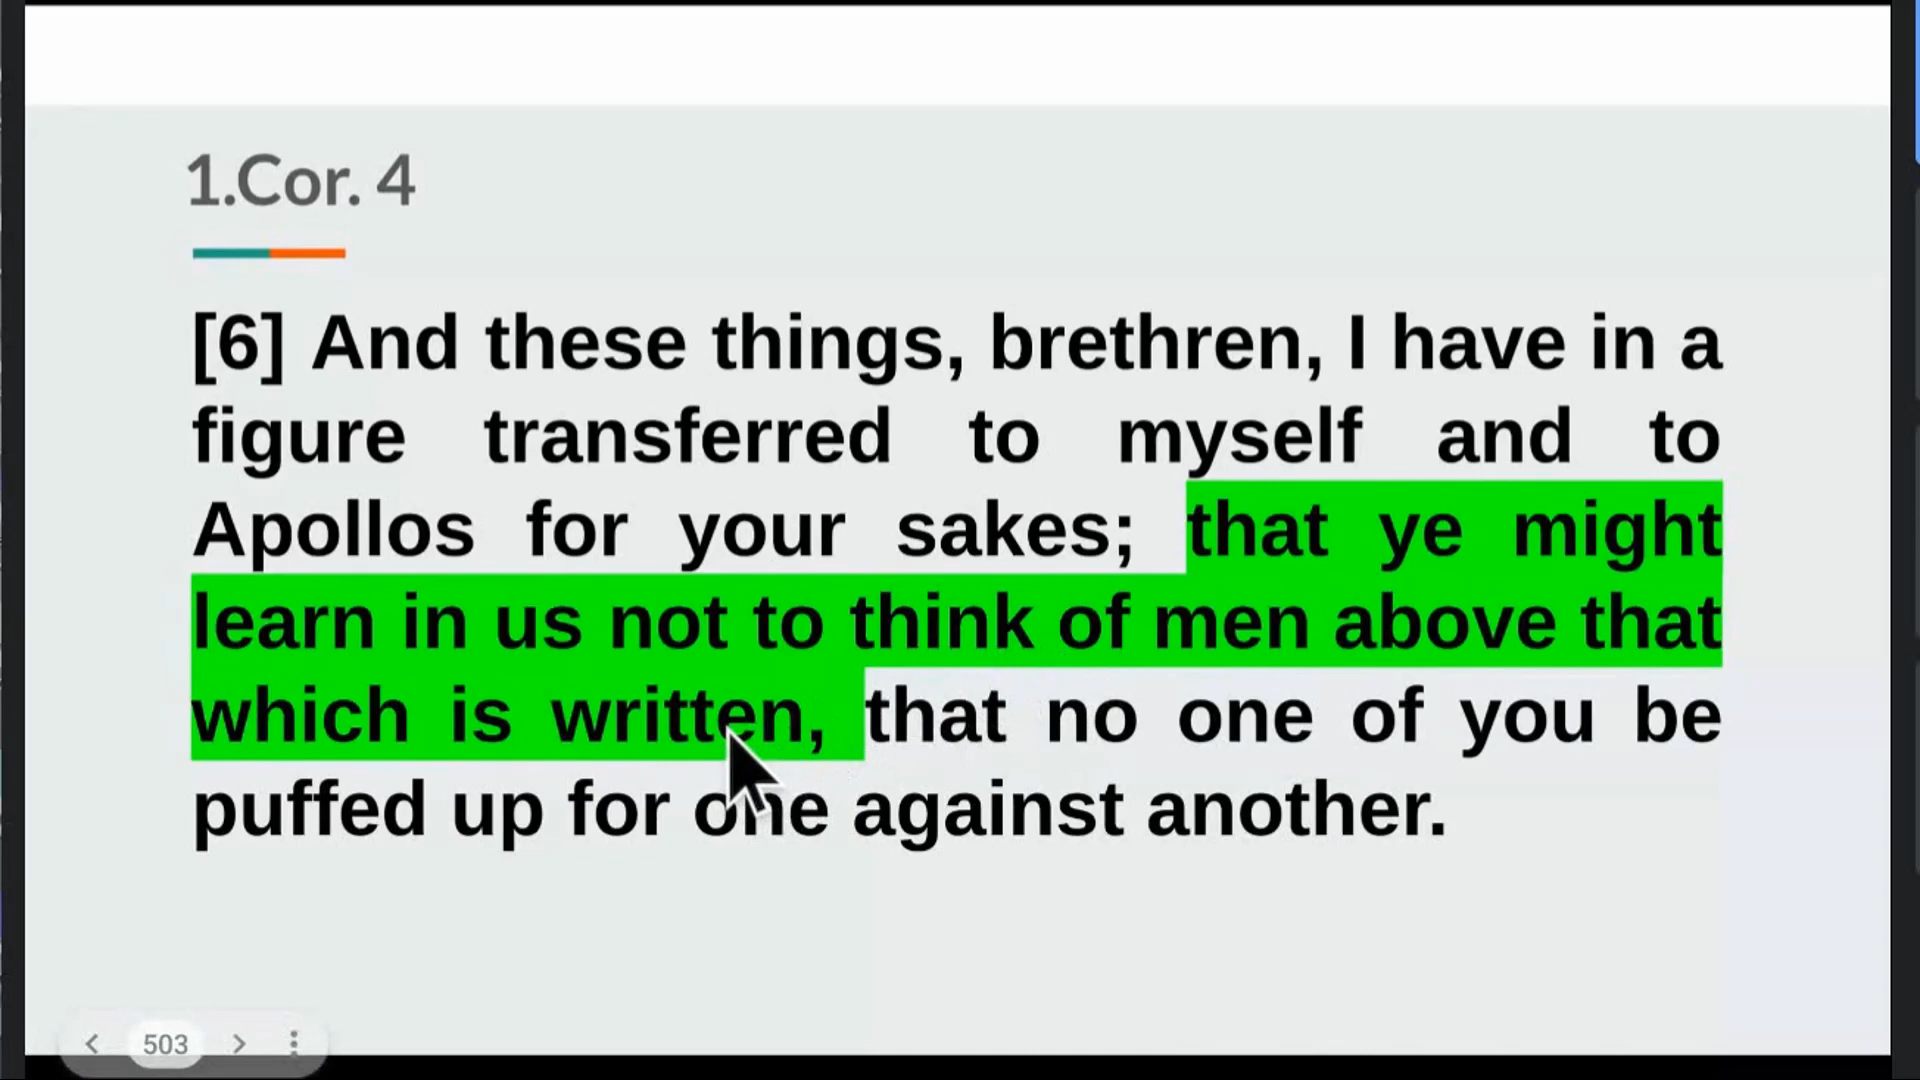 1.Cor. 4
[6] And these things, brethren, I have in a
figure transferred to myself and to
Apollos for your sakes; that ye might
learn in us not to think of men above that
which is written, that no one of you be
puffed up for one against another.
503